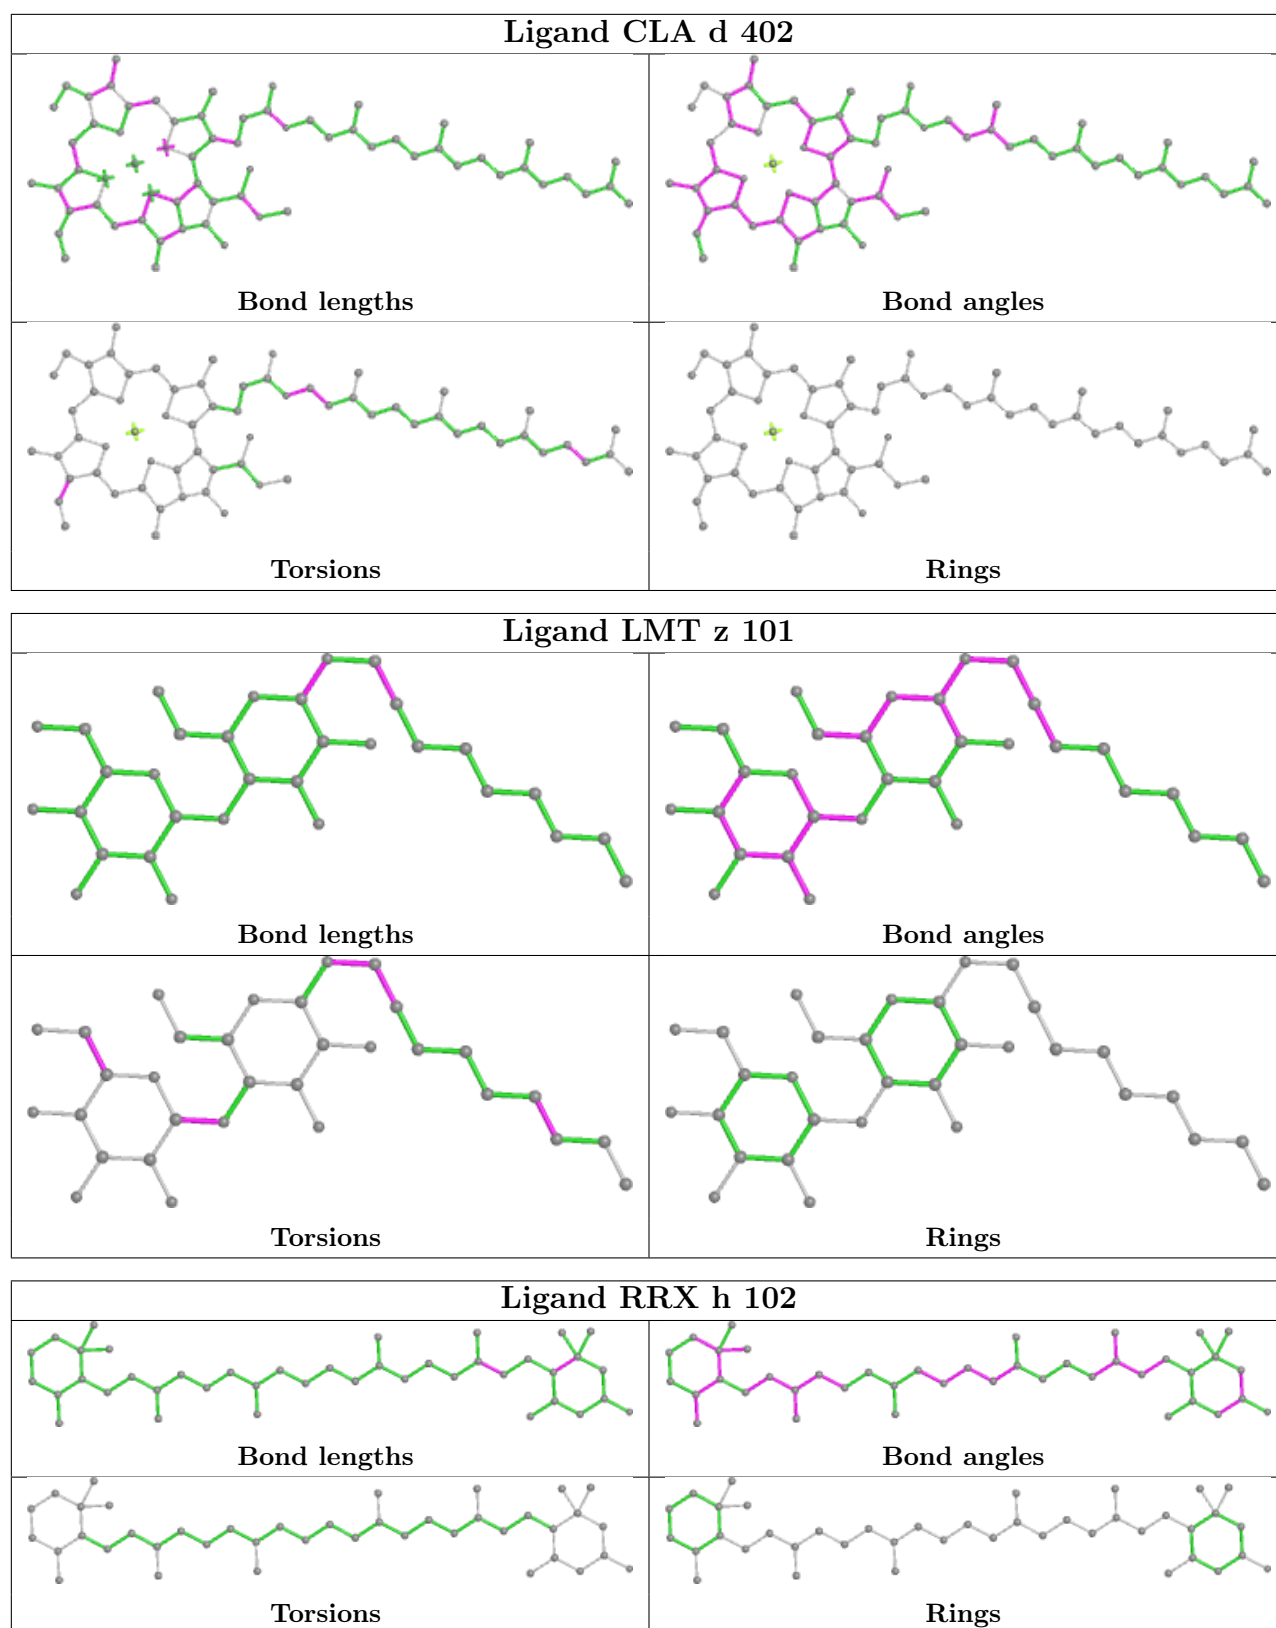 Ligand CLA d 402
Bond lengths
Bond angles
Torsions
Rings
Ligand LMT z 101
Bond lengths
Bond angles
Torsions
Rings
Ligand RRX h 102
Bond lengths
Bond angles
Torsions
Rings